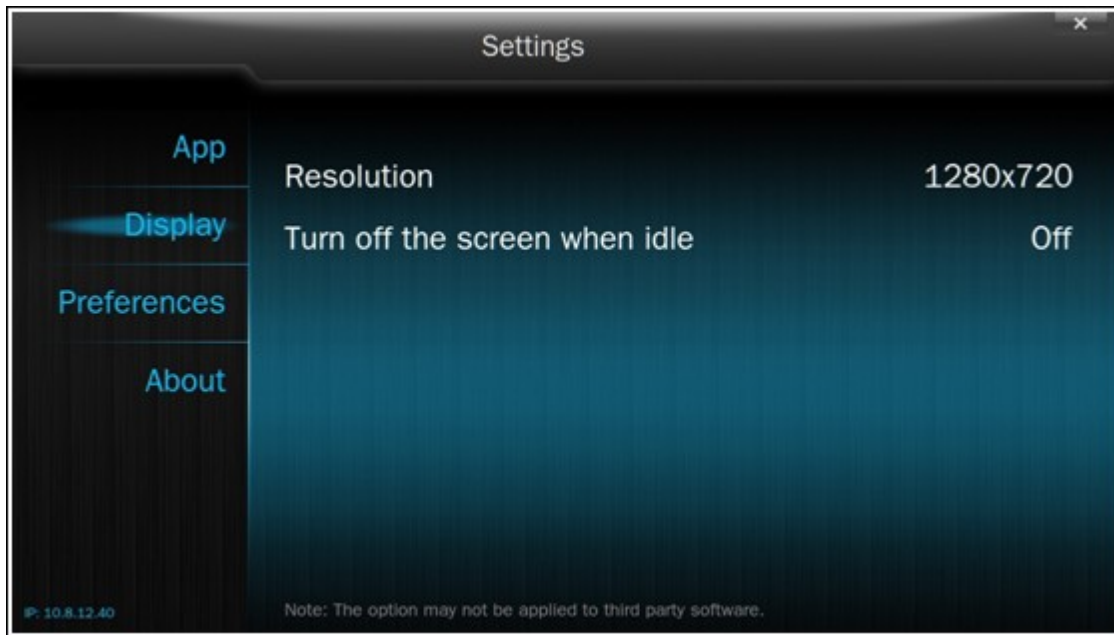 Settings
App
Display
Preferences
About
Resolution 1280x720
Turn off the screen when idle Off
IP: 10.8.12.40
Note: The option may not be applied to third party software.